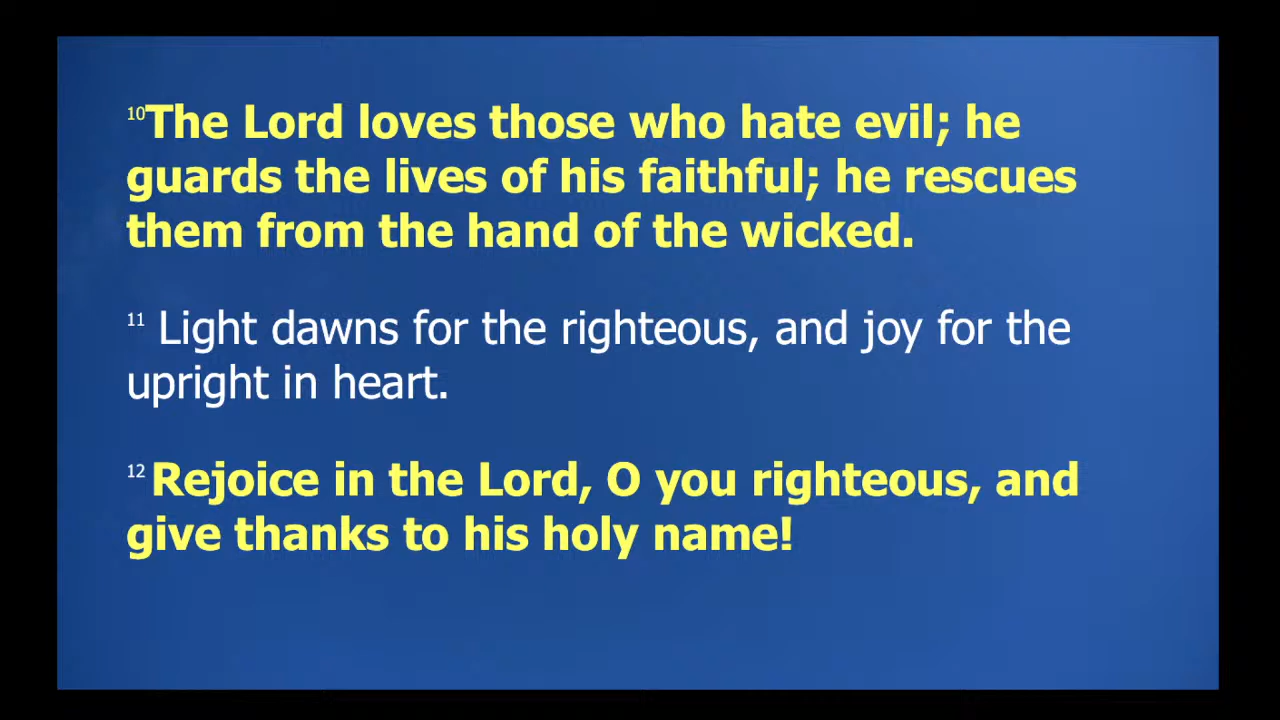 10The Lord loves those who hate evil; he
guards the lives of his faithful; he rescues
them from the hand of the wicked.
11 Light dawns for the righteous, and joy for the
upright in heart.
12 Rejoice in the Lord, O you righteous, and
give thanks to his holy name!